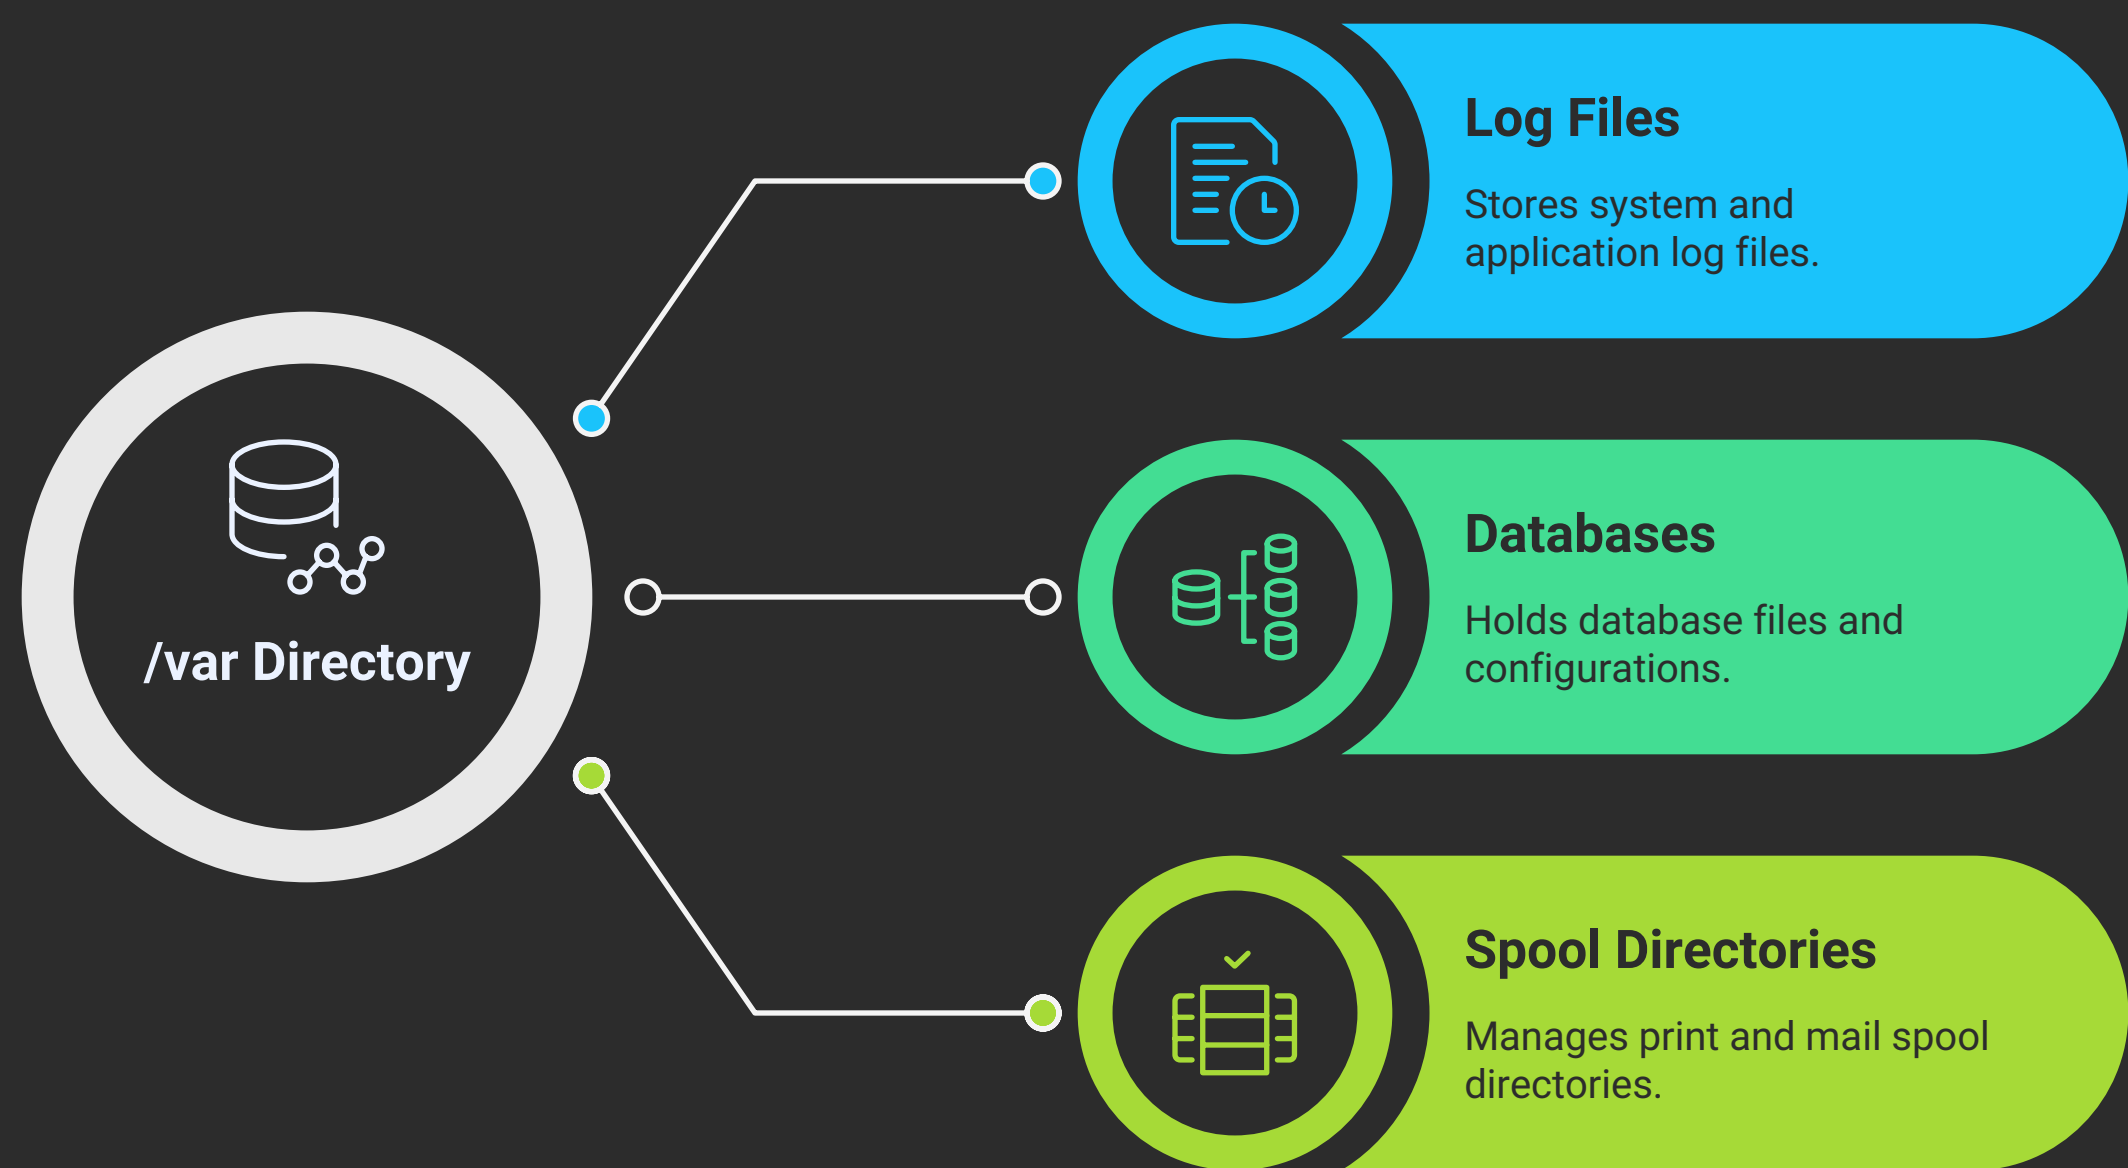 /var Directory
Log Files
Stores system and
application log files.
Databases
Holds database files and
configurations.
Spool Directories
Manages print and mail spool
directories.